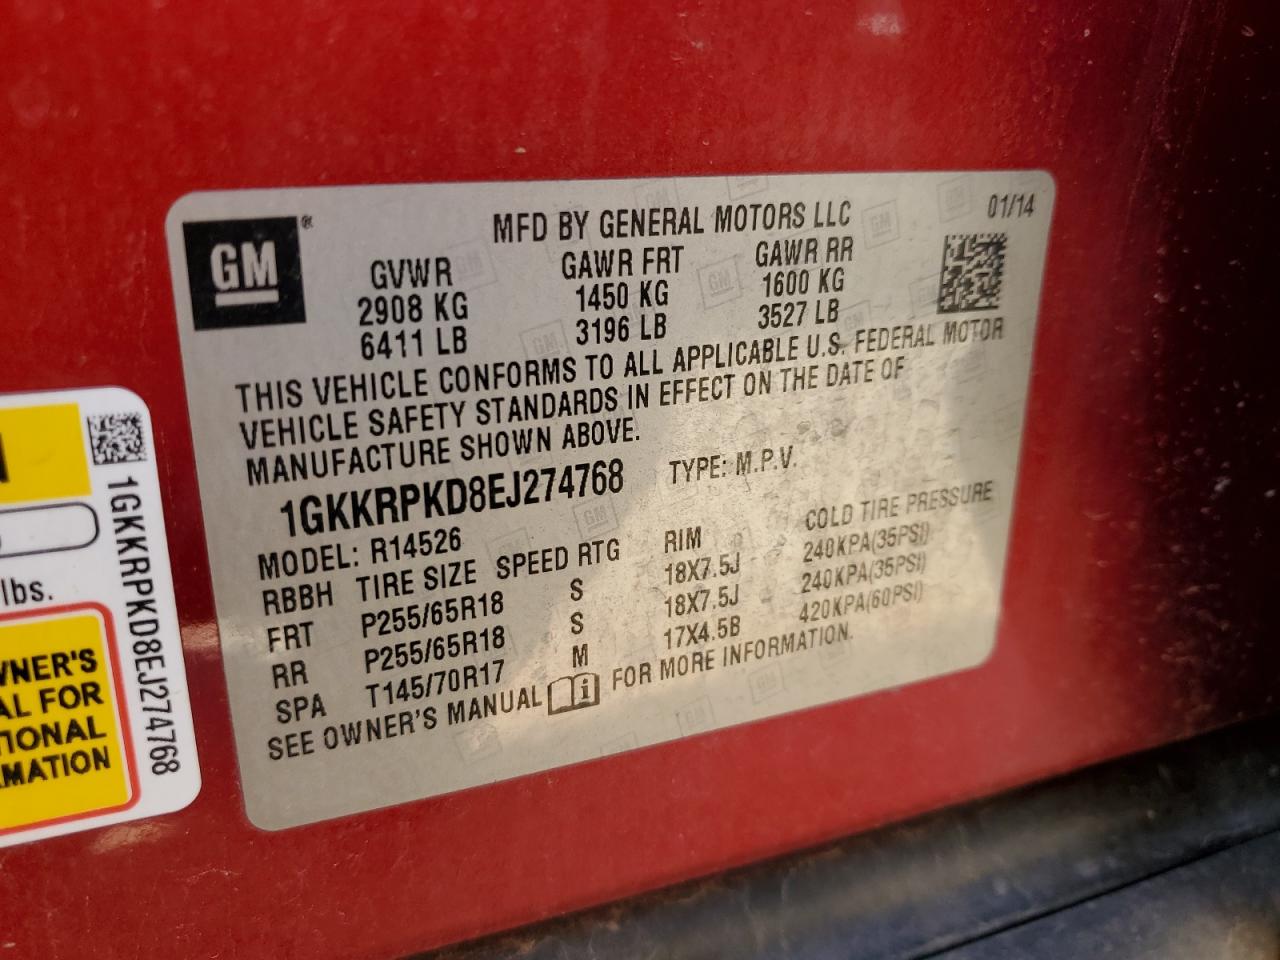 GM®
MFD BY GENERAL MOTORS LLC
01/14
GVWR GAWR FRT GAWR RR
2908 KG 1450 KG 1600 KG
6411 LB 3196 LB 3527 LB
THIS VEHICLE CONFORMS TO ALL APPLICABLE U.S. FEDERAL MOTOR
VEHICLE SAFETY STANDARDS IN EFFECT ON THE DATE OF
MANUFACTURE SHOWN ABOVE.
1GKKRPKD8EJ274768 TYPE: M.P.V.
MODEL: R14526
RBBH TIRE SIZE SPEED RTG RIM COLD TIRE PRESSURE
FRT P255/65R18 S 18X7.5J 240KPA(35PSI)
RR P255/65R18 S 18X7.5J 240KPA(35PSI)
SPA T145/70R17 M 17X4.5B 420KPA(60PSI)
SEE OWNER'S MANUAL i FOR MORE INFORMATION.
lbs.
WNER'S
AL FOR
TIONAL
RMATION
1GKKRPKD8EJ274768